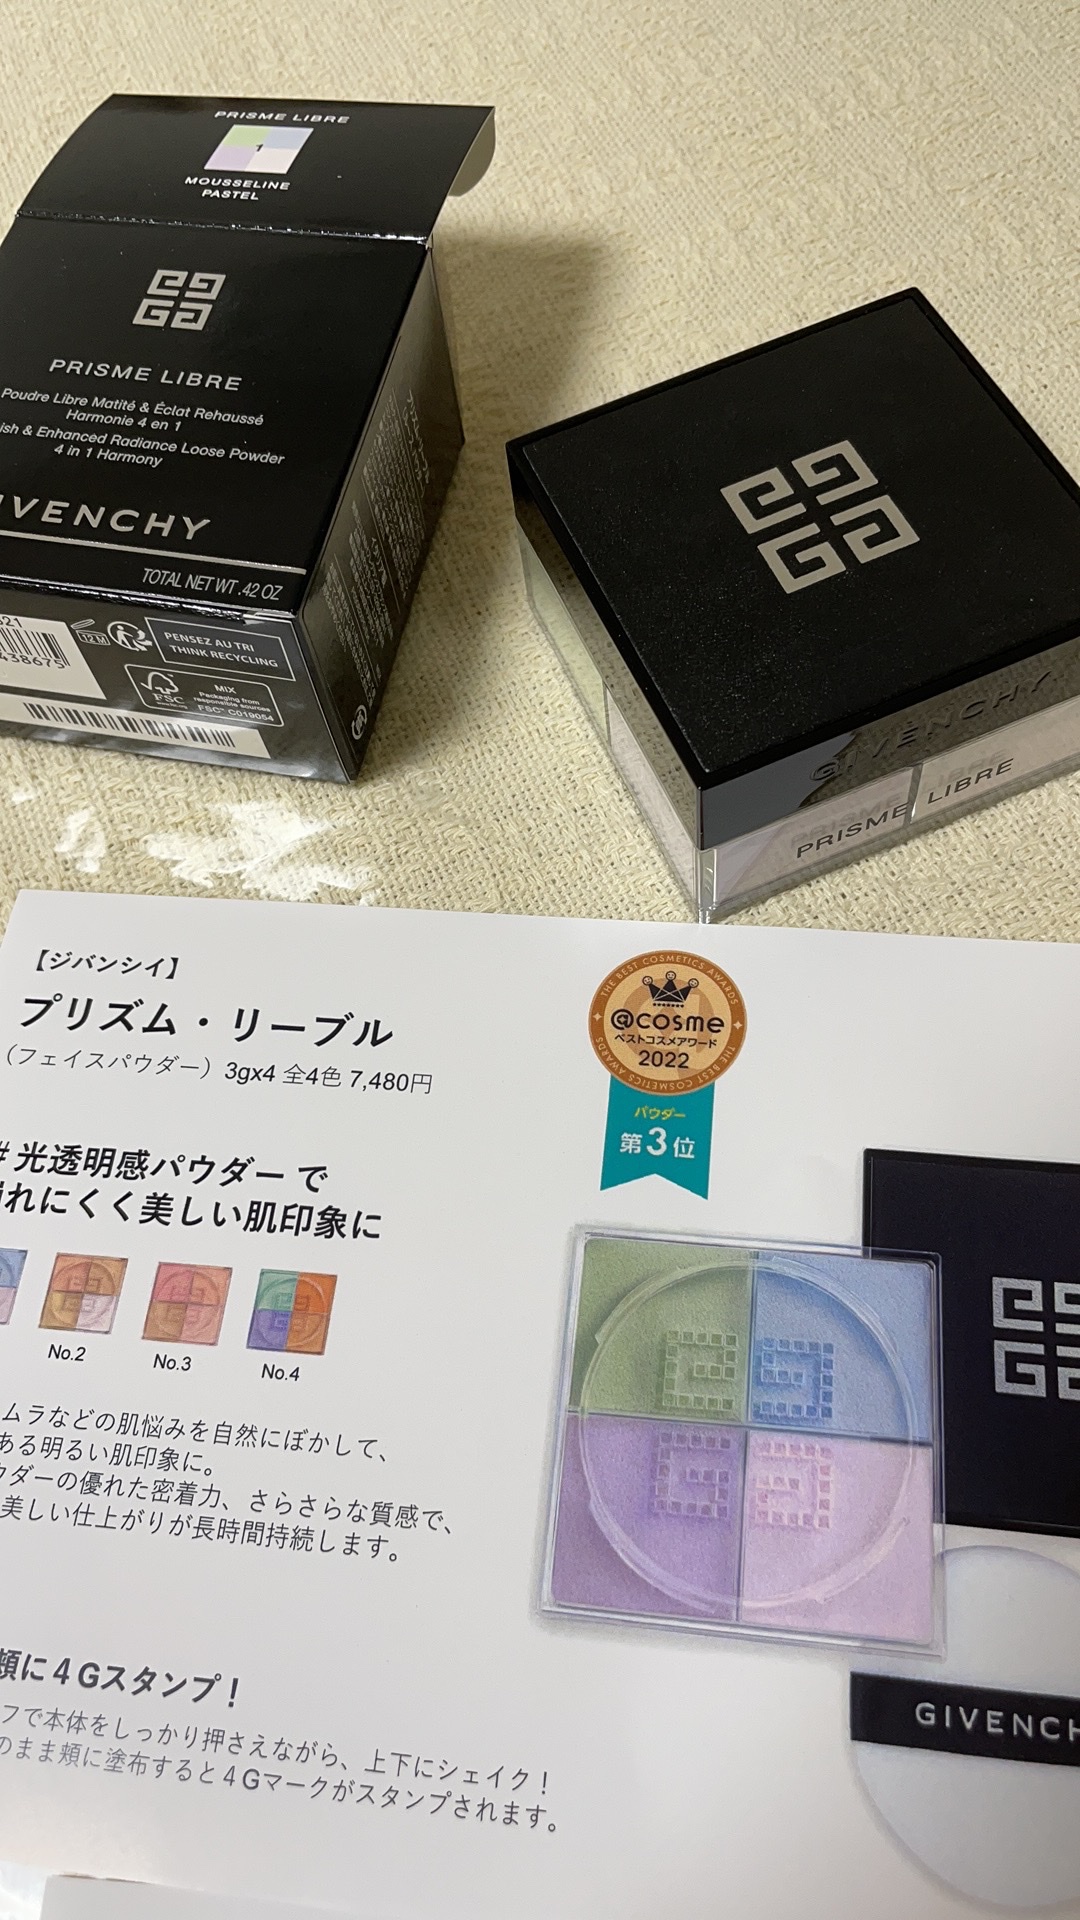 PRISME LIBRE
1
MOUSSELINE
PASTEL
PRISME LIBRE
Poudre Libre Matité & Éclat Rehaussé
Harmonie 4 en 1
& Enhanced Radiance Loose Powder
4 in 1 Harmony
GIVENCHY
TOTAL NET WT .42 OZ
12 M
PENSEZ AU TRI
THINK RECYCLING
FSC
MIX
Packaging from
responsible sources
FSC® C019054
GIVENCHY
PRISME LIBRE
【ジバンシイ】
プリズム・リーブル
（フェイスパウダー）3gx4 全4色 7,480円
THE BEST COSMETICS AWARDS
@cosme
ベストコスメアワード
2022
THE BEST COSMETICS AWARDS
パウダー
第3位
#光透明感パウダーで
れにくく美しい肌印象に
No.2
No.3
No.4
ムラなどの肌悩みを自然にぼかして、
ある明るい肌印象に。
ウダーの優れた密着力、さらさらな質感で、
美しい仕上がりが長時間持続します。
頬に4Gスタンプ！
フで本体をしっかり押さえながら、上下にシェイク！
のまま頬に塗布すると4Gマークがスタンプされます。
GIVENCH